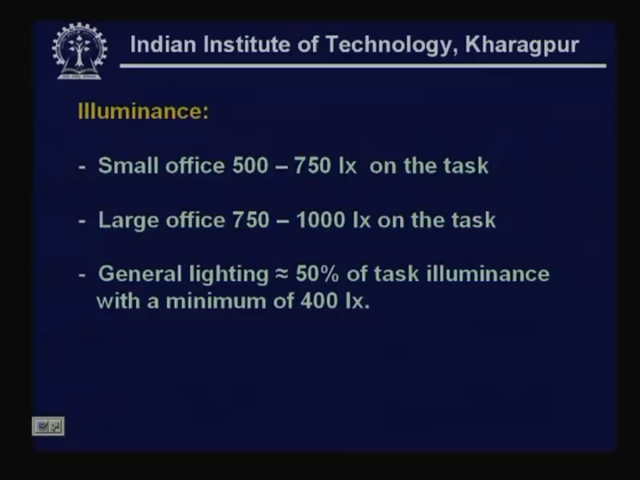 Indian Institute of Technology, Kharagpur
Illuminance:
- Small office 500 – 750 lx on the task
- Large office 750 – 1000 lx on the task
- General lighting ≈ 50% of task illuminance
with a minimum of 400 lx.